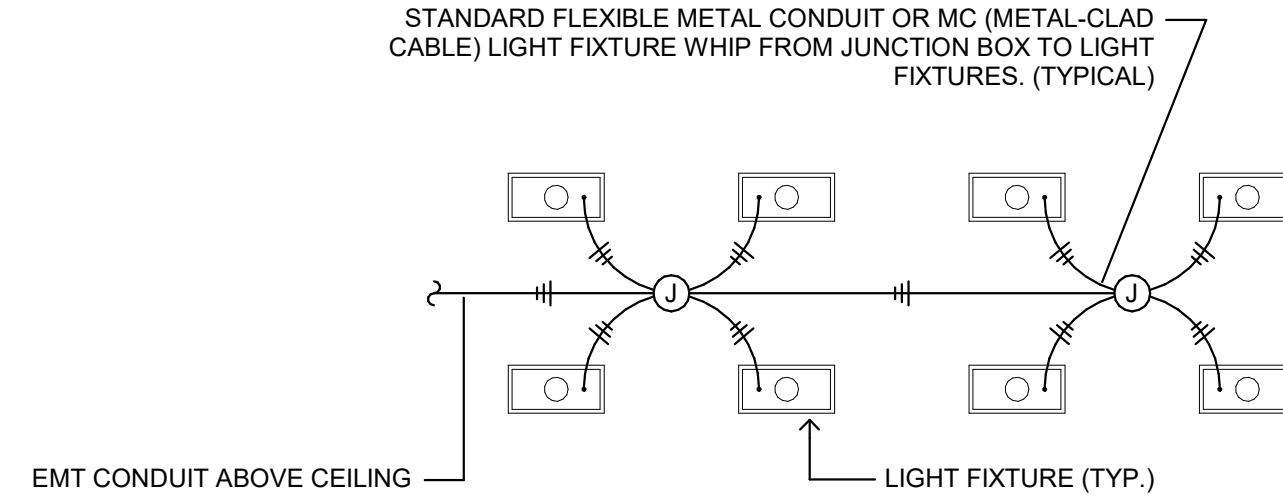 STANDARD FLEXIBLE METAL CONDUIT OR MC (METAL-CLAD
CABLE) LIGHT FIXTURE WHIP FROM JUNCTION BOX TO LIGHT
FIXTURES. (TYPICAL)
J
J
EMT CONDUIT ABOVE CEILING
LIGHT FIXTURE (TYP.)